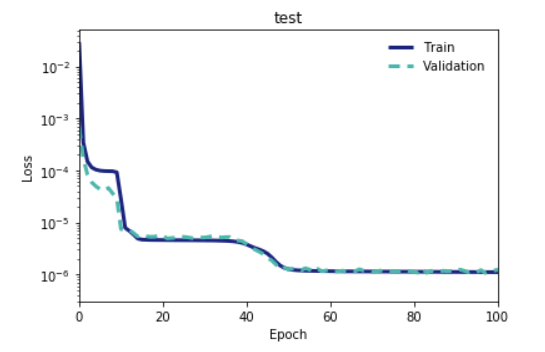 test
Train
Validation
10⁻²
10⁻³
10⁻⁴
10⁻⁵
10⁻⁶
Loss
0 20 40 60 80 100
Epoch